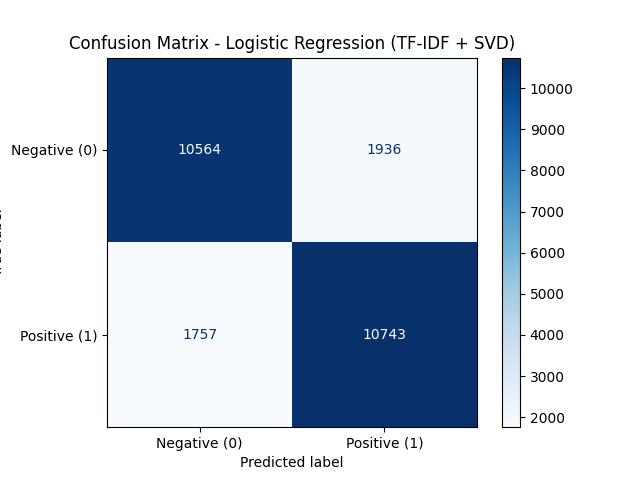 Confusion Matrix - Logistic Regression (TF-IDF + SVD)
Negative (0)
10564
1936
Positive (1)
1757
10743
Negative (0)
Positive (1)
Predicted label
10000
9000
8000
7000
6000
5000
4000
3000
2000